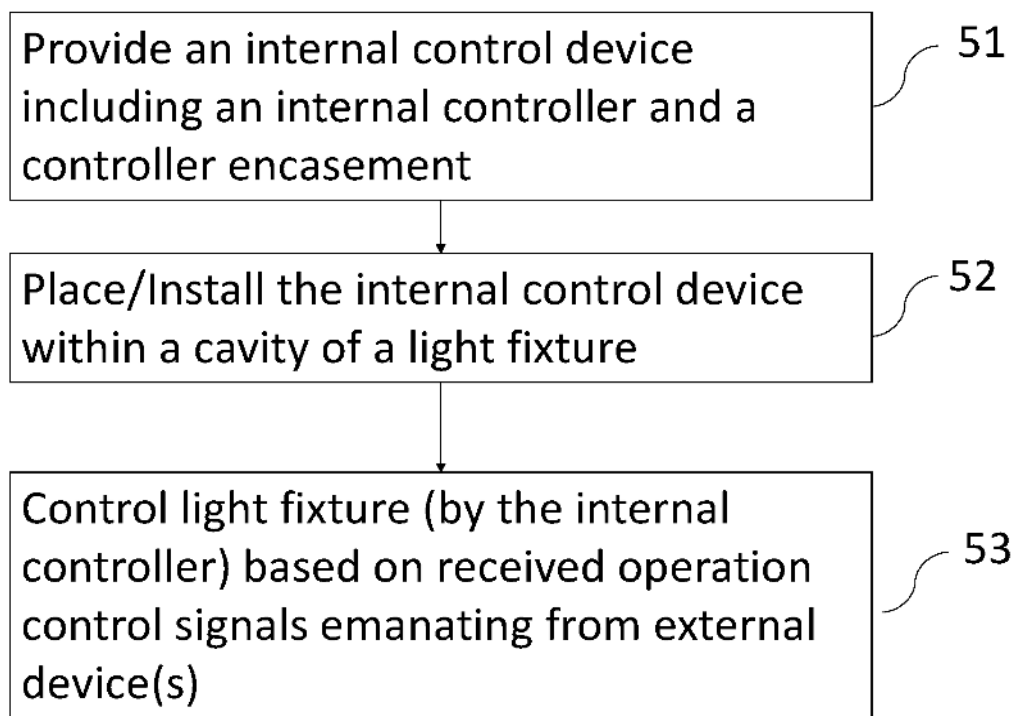 Provide an internal control device
including an internal controller and a
controller encasement
51
Place/Install the internal control device
within a cavity of a light fixture
52
Control light fixture (by the internal
controller) based on received operation
control signals emanating from external
device(s)
53